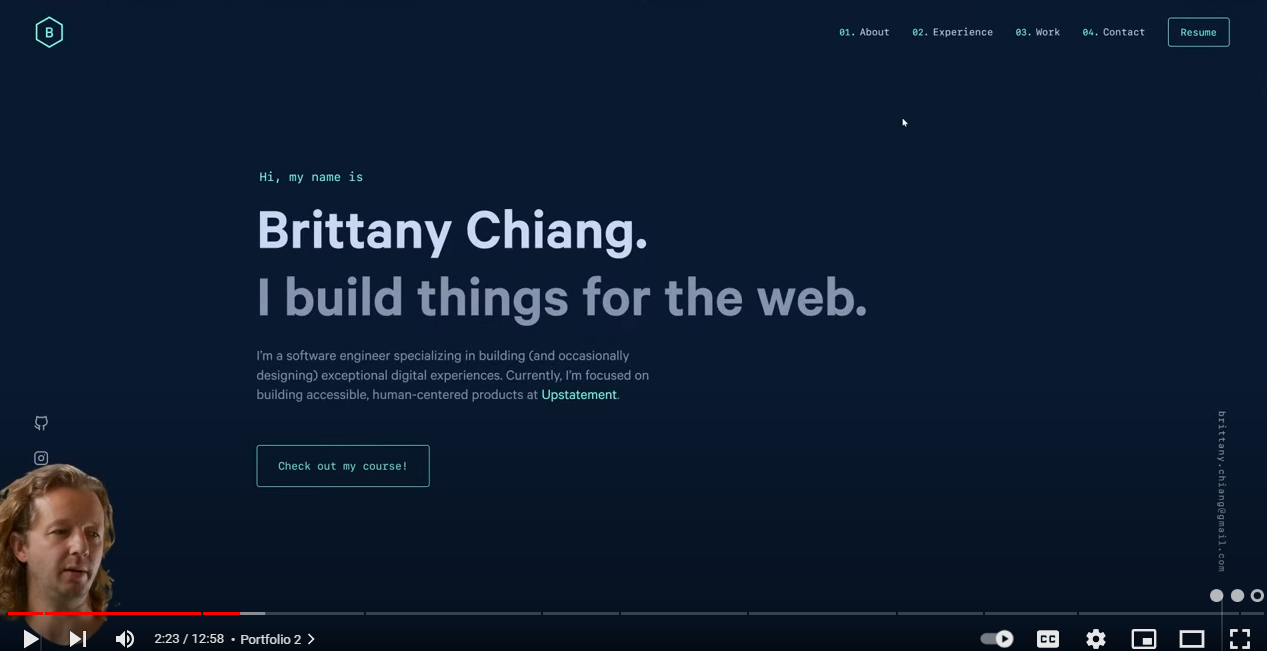 B
01. About 02. Experience 03. Work 04. Contact Resume
Hi, my name is
Brittany Chiang.
I build things for the web.
I'm a software engineer specializing in building (and occasionally
designing) exceptional digital experiences. Currently, I'm focused on
building accessible, human-centered products at Upstatement.
Check out my course!
brittany.chiang@gmail.com
2:23 / 12:58 • Portfolio 2
CC